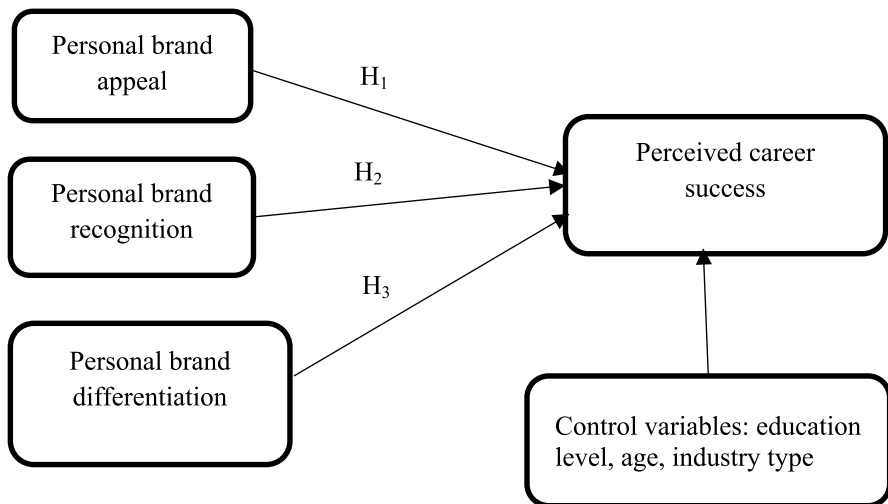 Personal brand
appeal
H₁
Personal brand
recognition
H₂
Perceived career
success
Personal brand
differentiation
H₃
Control variables: education
level, age, industry type